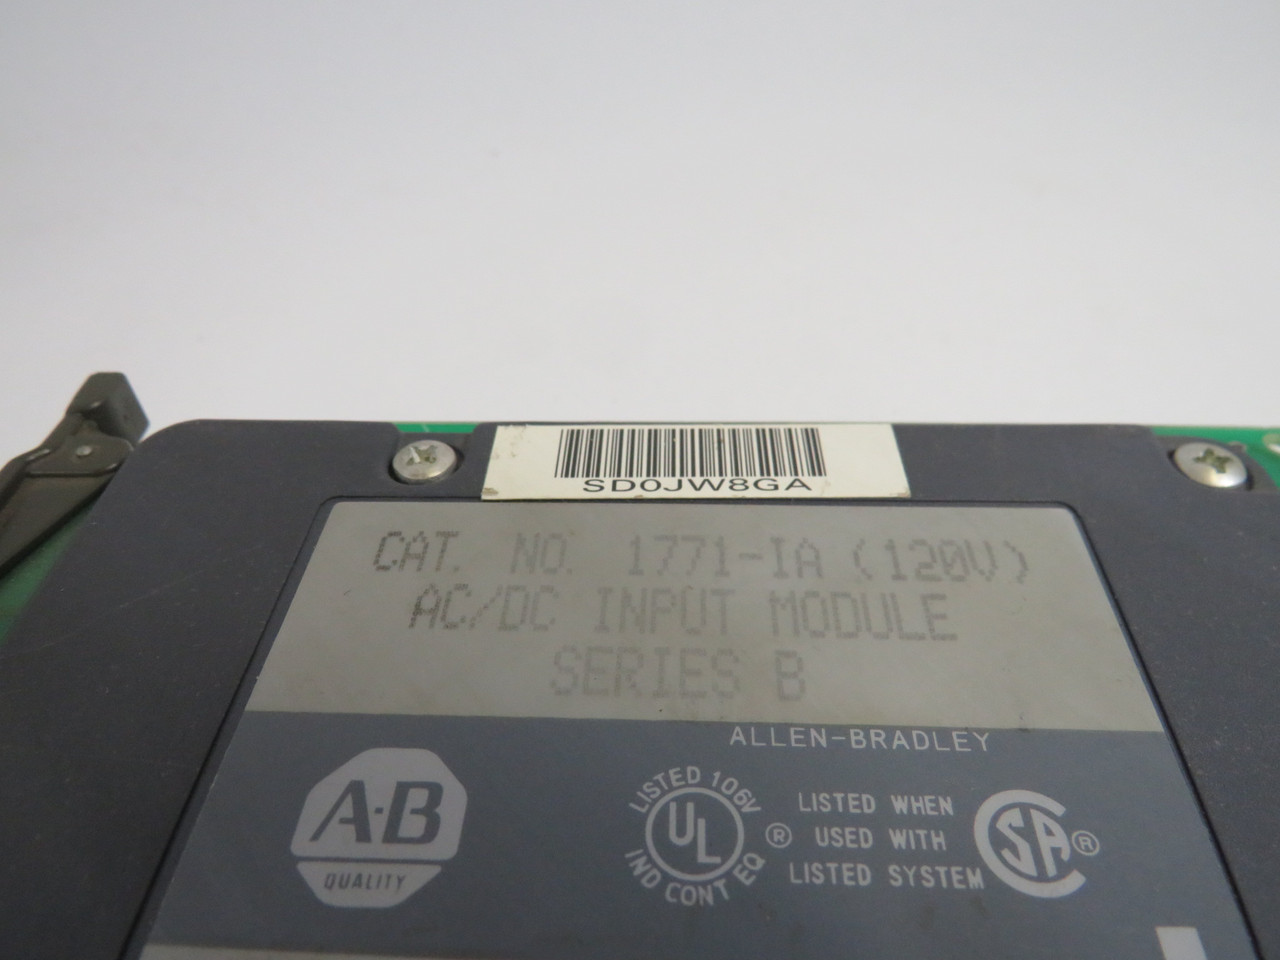 SD0JW8GA
CAT. NO. 1771-IA (120V)
AC/DC INPUT MODULE
SERIES B
ALLEN-BRADLEY
A·B
QUALITY
LISTED 106V
UL
IND CONT EQ
®
LISTED WHEN
USED WITH
LISTED SYSTEM
SA
®